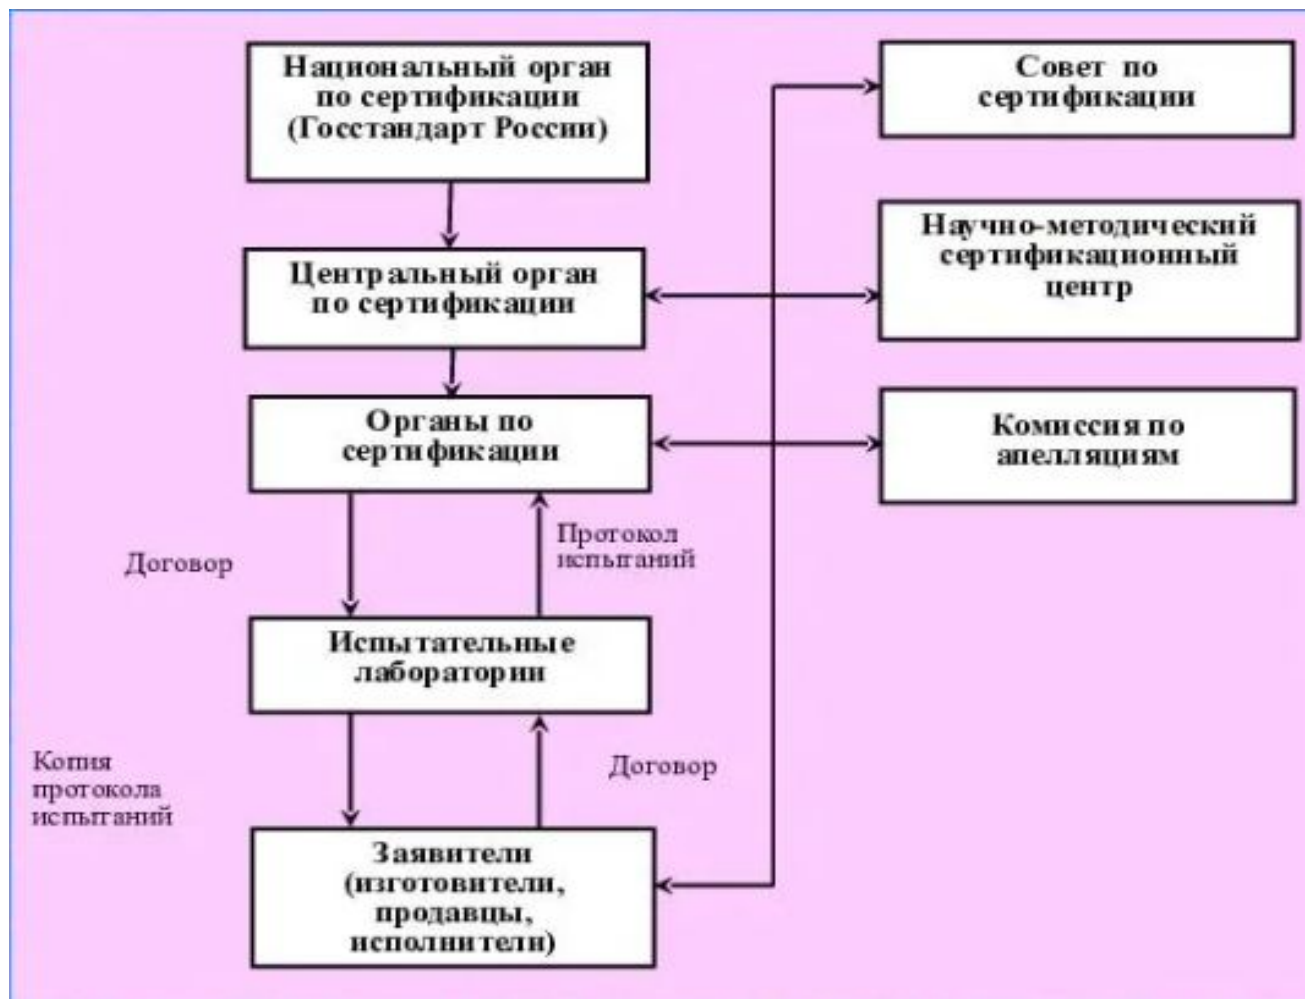 Национальный орган
по сертификации
(Госстандарт России)
Совет по
сертификации
Научно-методический
сертификационный
центр
Центральный орган
по сертификации
Органы по
сертификации
Комиссия по
апелляциям
Договор
Протокол
испытаний
Испытательные
лаборатории
Копия
протокола
испытаний
Договор
Заявители
(изготовители,
продавцы,
исполнители)